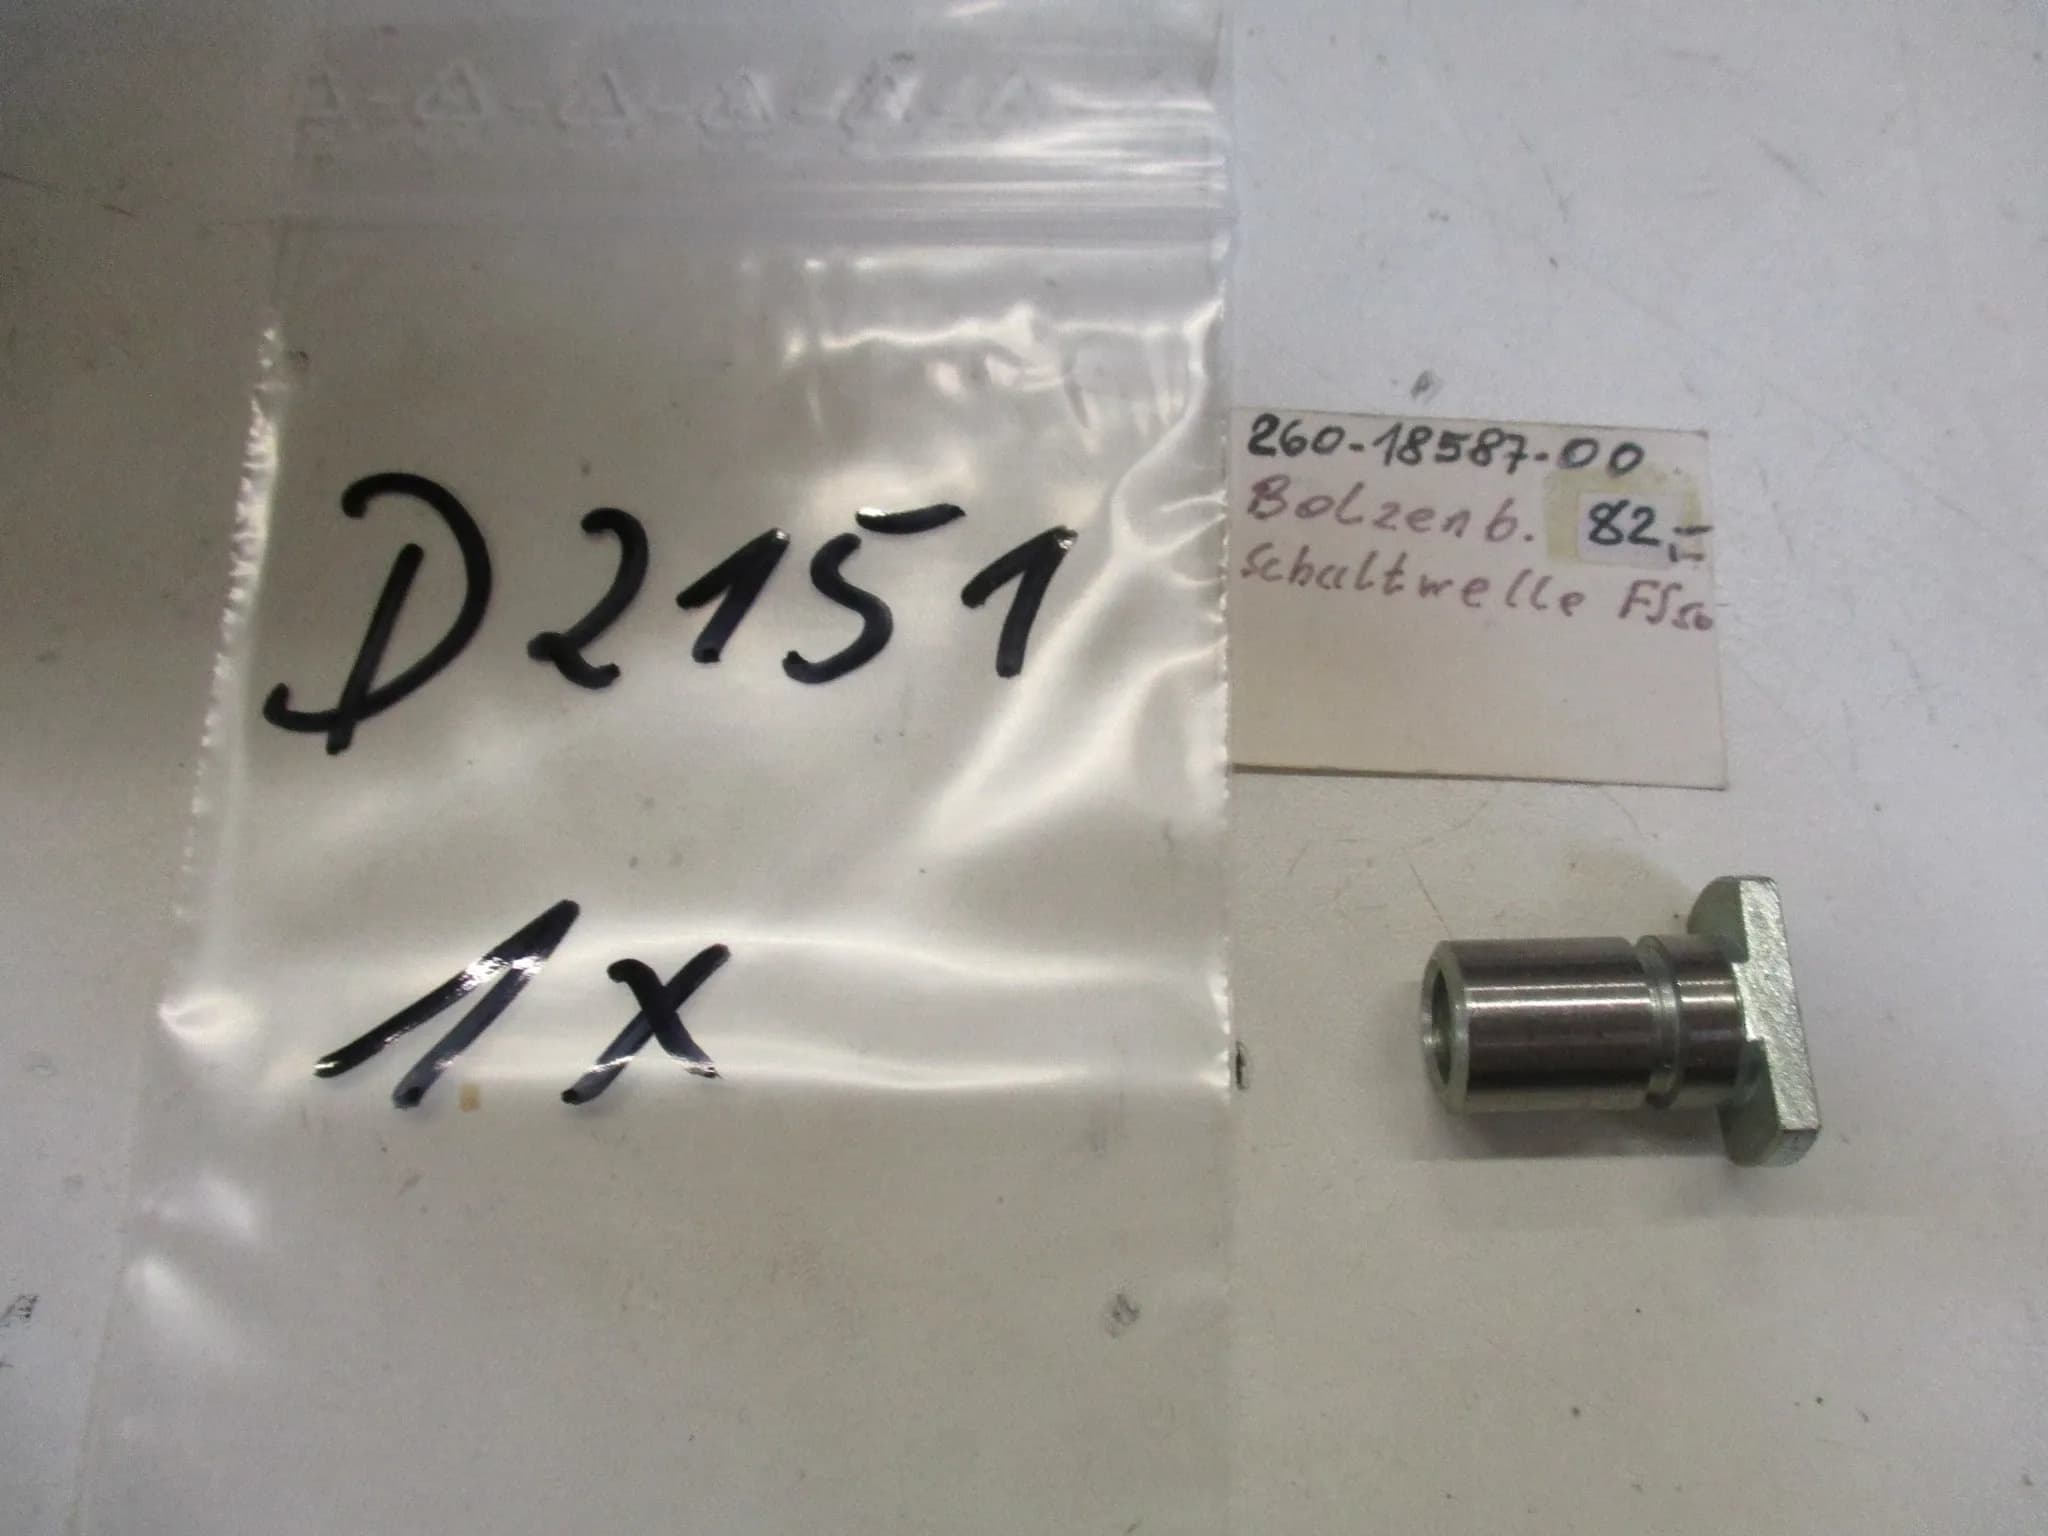 D2151
1x
260-18587-00
Bolzen b. 82,-
Schaltwelle FS50